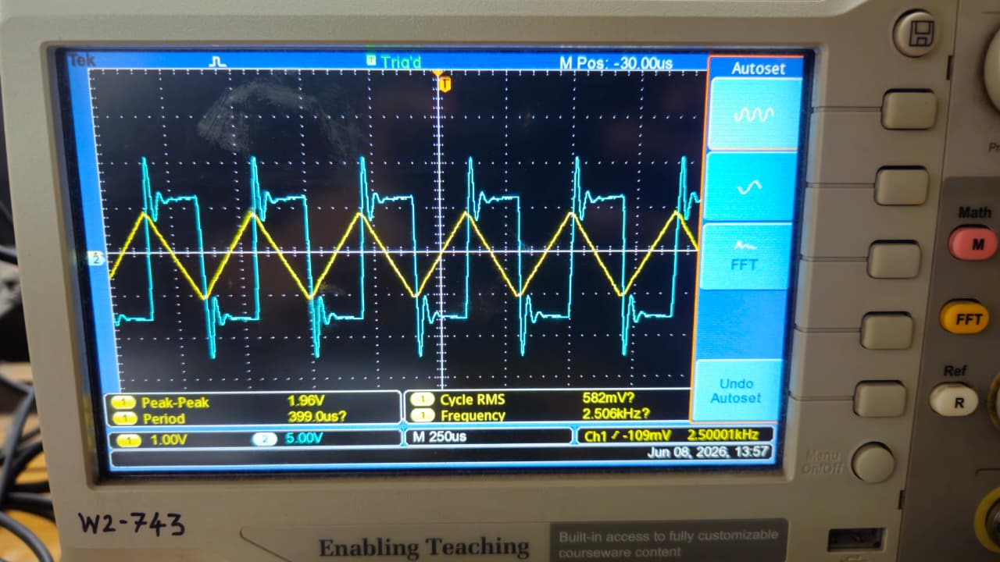 Tek T Trig'd M Pos: -30.00us
Autoset
T
2
FFT
Undo
Autoset
1 Peak-Peak 1.96V
1 Period 399.0us?
1 Cycle RMS 582mV?
1 Frequency 2.506kHz?
1 1.00V 2 5.00V M 250us Ch1 -109mV 2.50001kHz
Jun 08, 2026, 13:57
Math
M
FFT
Ref
R
Menu
On/Off
W2-743
Enabling Teaching
Built-in access to fully customizable
courseware content